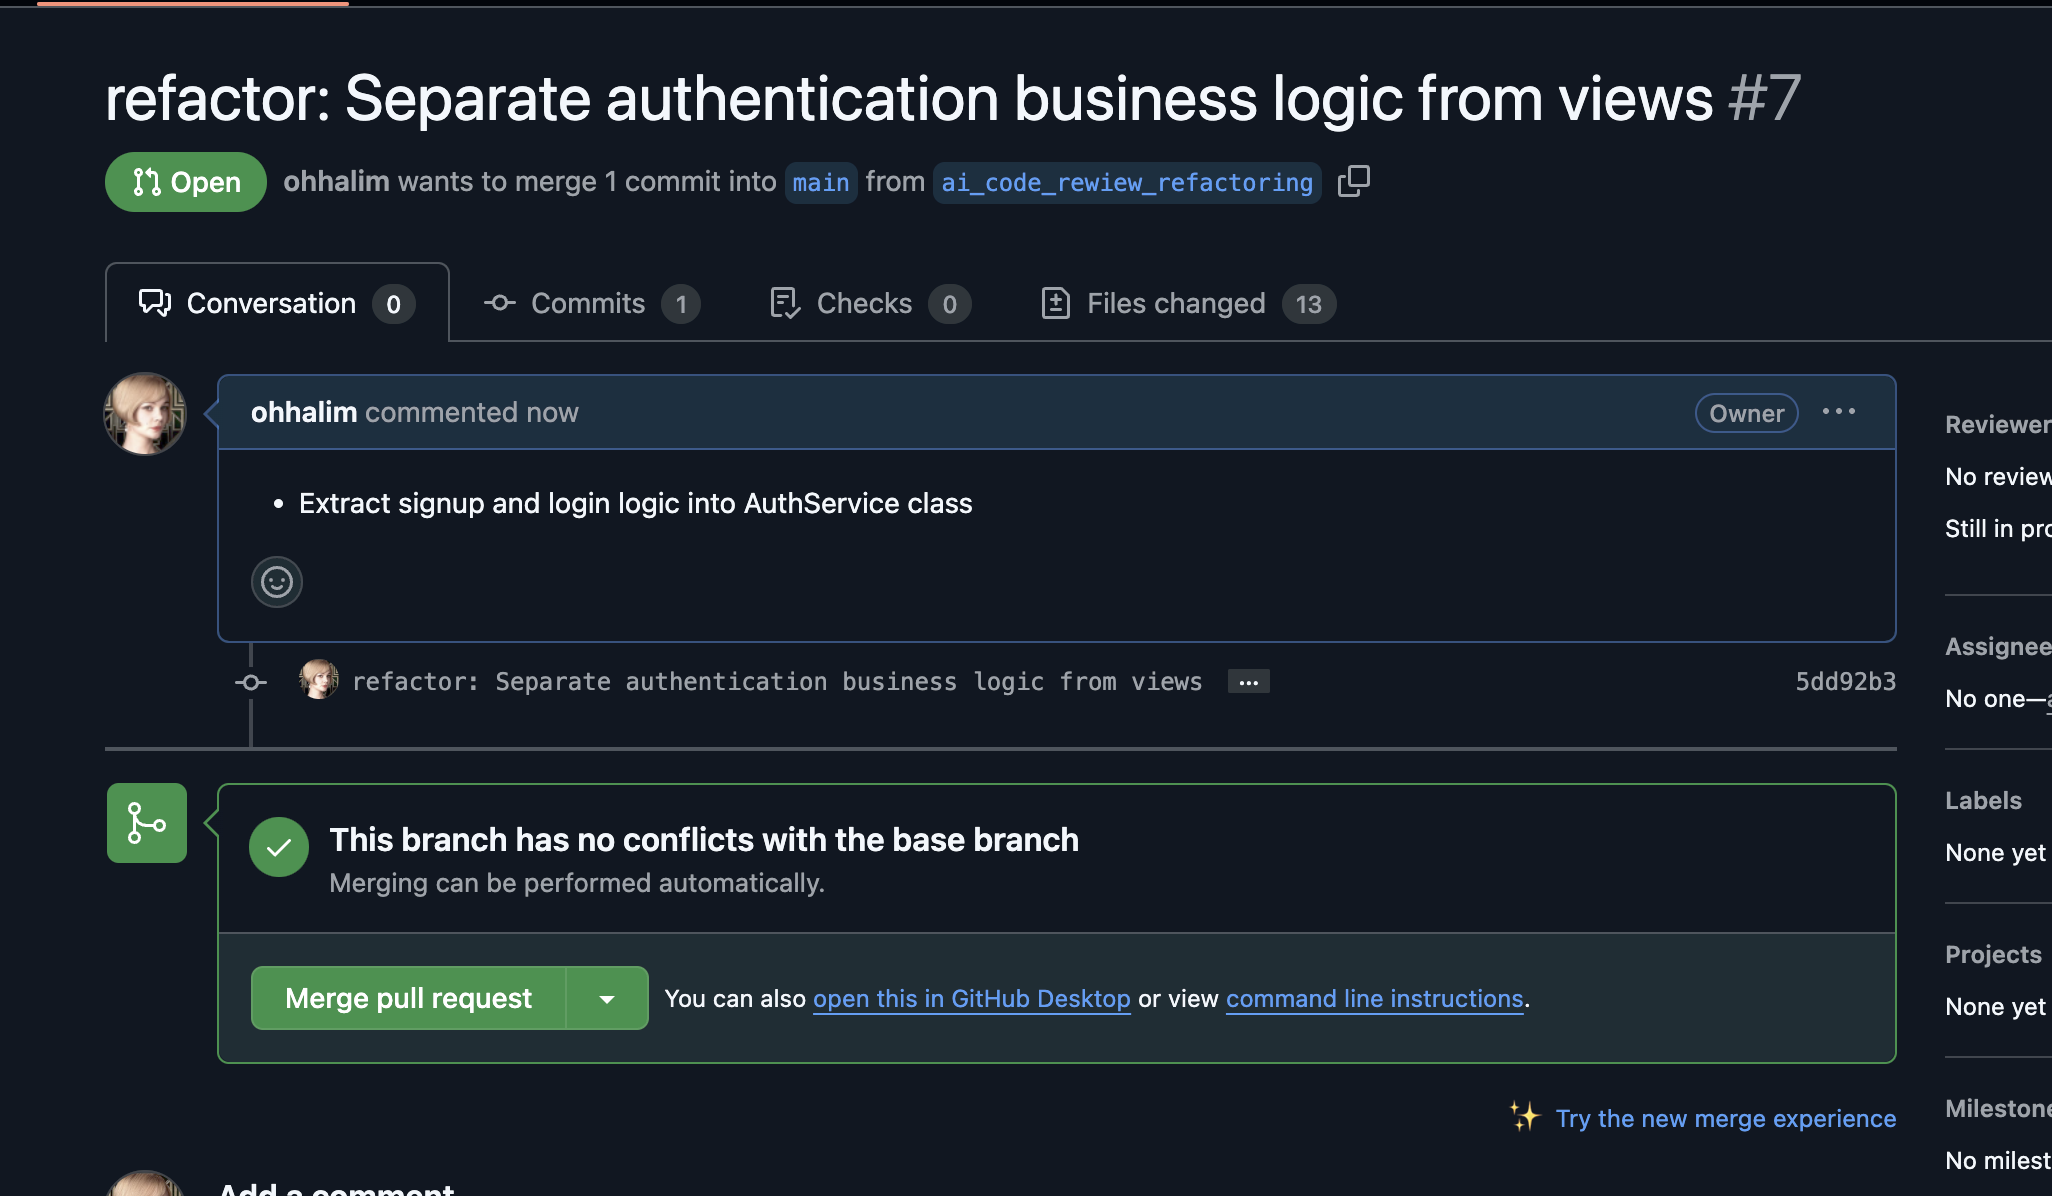 refactor: Separate authentication business logic from views #7
Open ohhalim wants to merge 1 commit into main from ai_code_rewiew_refactoring
Conversation 0 Commits 1 Checks 0 Files changed 13
ohhalim commented now Owner
• Extract signup and login logic into AuthService class
refactor: Separate authentication business logic from views ... 5dd92b3
This branch has no conflicts with the base branch
Merging can be performed automatically.
Merge pull request You can also open this in GitHub Desktop or view command line instructions.
Try the new merge experience
Add a comment
Reviewer
No review
Still in pro
Assignee
No one—
Labels
None yet
Projects
None yet
Milestone
No milest